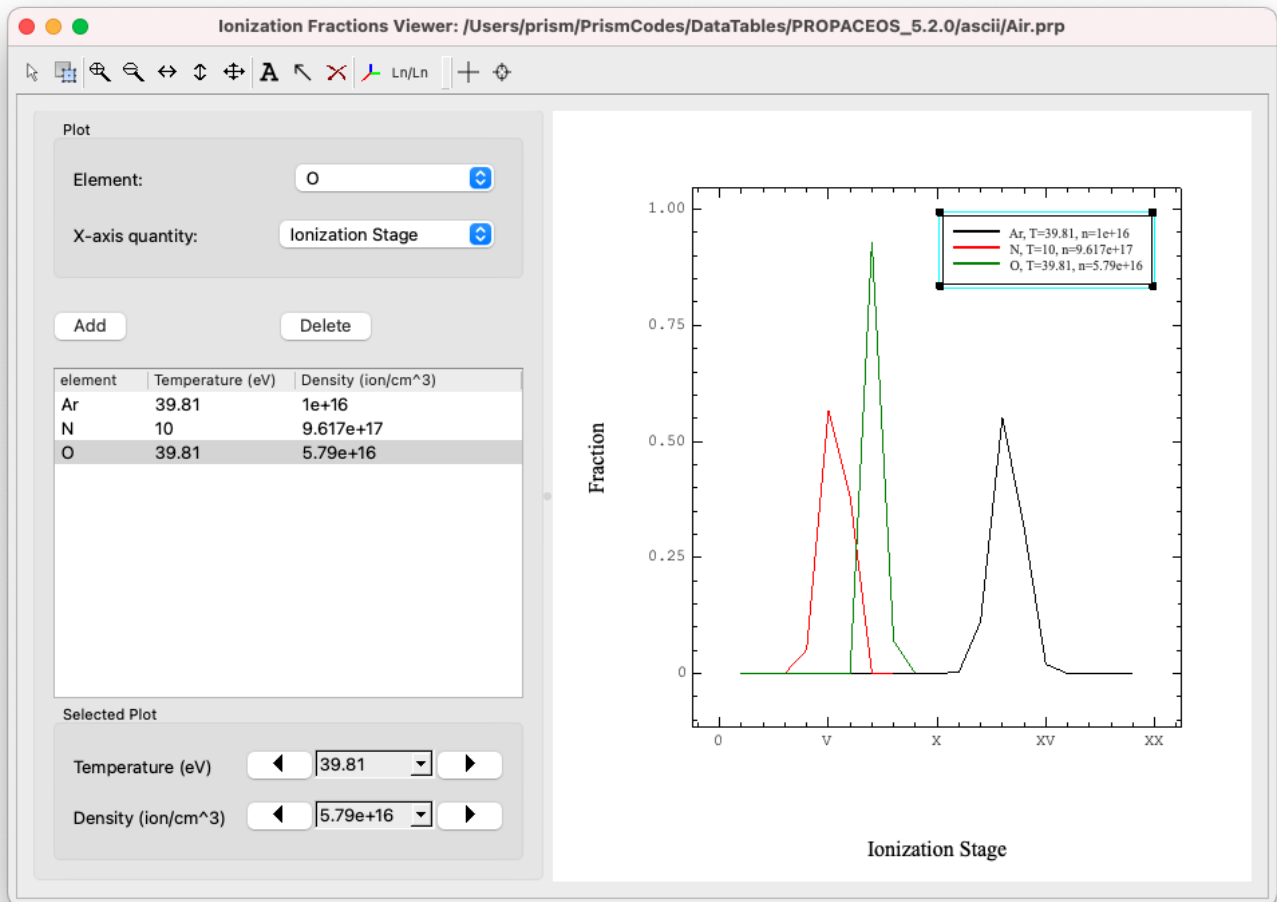 Ionization Fractions Viewer: /Users/prism/PrismCodes/DataTables/PROPACEOS_5.2.0/ascii/Air.prp
A Ln/Ln
Plot
Element: O
X-axis quantity: Ionization Stage
Add Delete
element Temperature (eV) Density (ion/cm^3)
Ar 39.81 1e+16
N 10 9.617e+17
O 39.81 5.79e+16
Selected Plot
Temperature (eV) 39.81
Density (ion/cm^3) 5.79e+16
1.00
0.75
0.50
0.25
0
Fraction
Ar, T=39.81, n=1e+16
N, T=10, n=9.617e+17
O, T=39.81, n=5.79e+16
0 V X XV XX
Ionization Stage